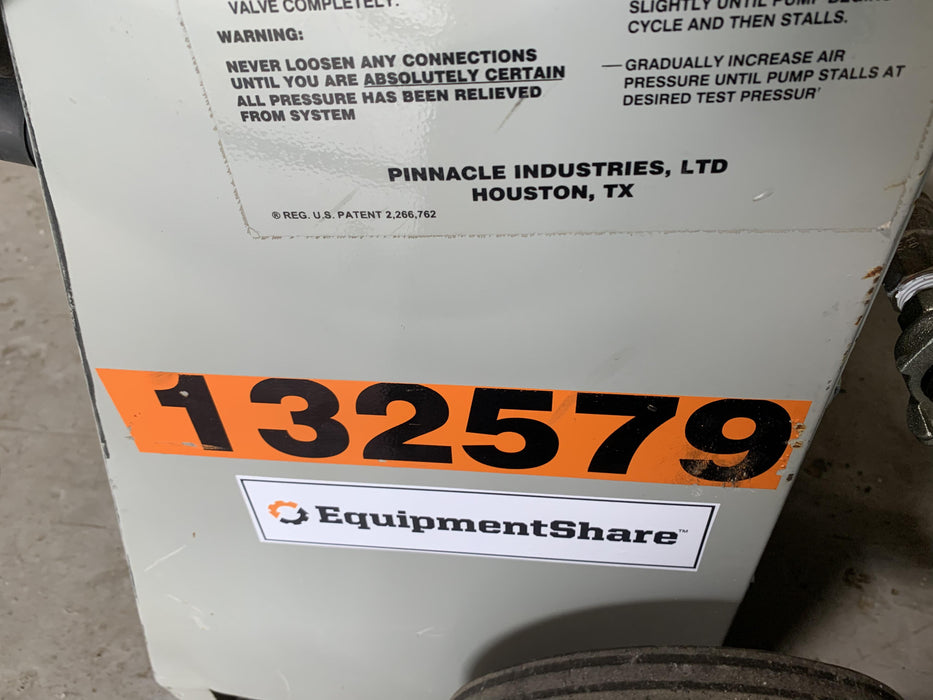 VALVE COMPLETELY.
WARNING:
NEVER LOOSEN ANY CONNECTIONS
UNTIL YOU ARE ABSOLUTELY CERTAIN
ALL PRESSURE HAS BEEN RELIEVED
FROM SYSTEM
SLIGHTLY UNTIL PUMP
CYCLE AND THEN STALLS.
— GRADUALLY INCREASE AIR
PRESSURE UNTIL PUMP STALLS AT
DESIRED TEST PRESSUR'
PINNACLE INDUSTRIES, LTD
HOUSTON, TX
® REG. U.S. PATENT 2,266,762
132579
EquipmentShare™